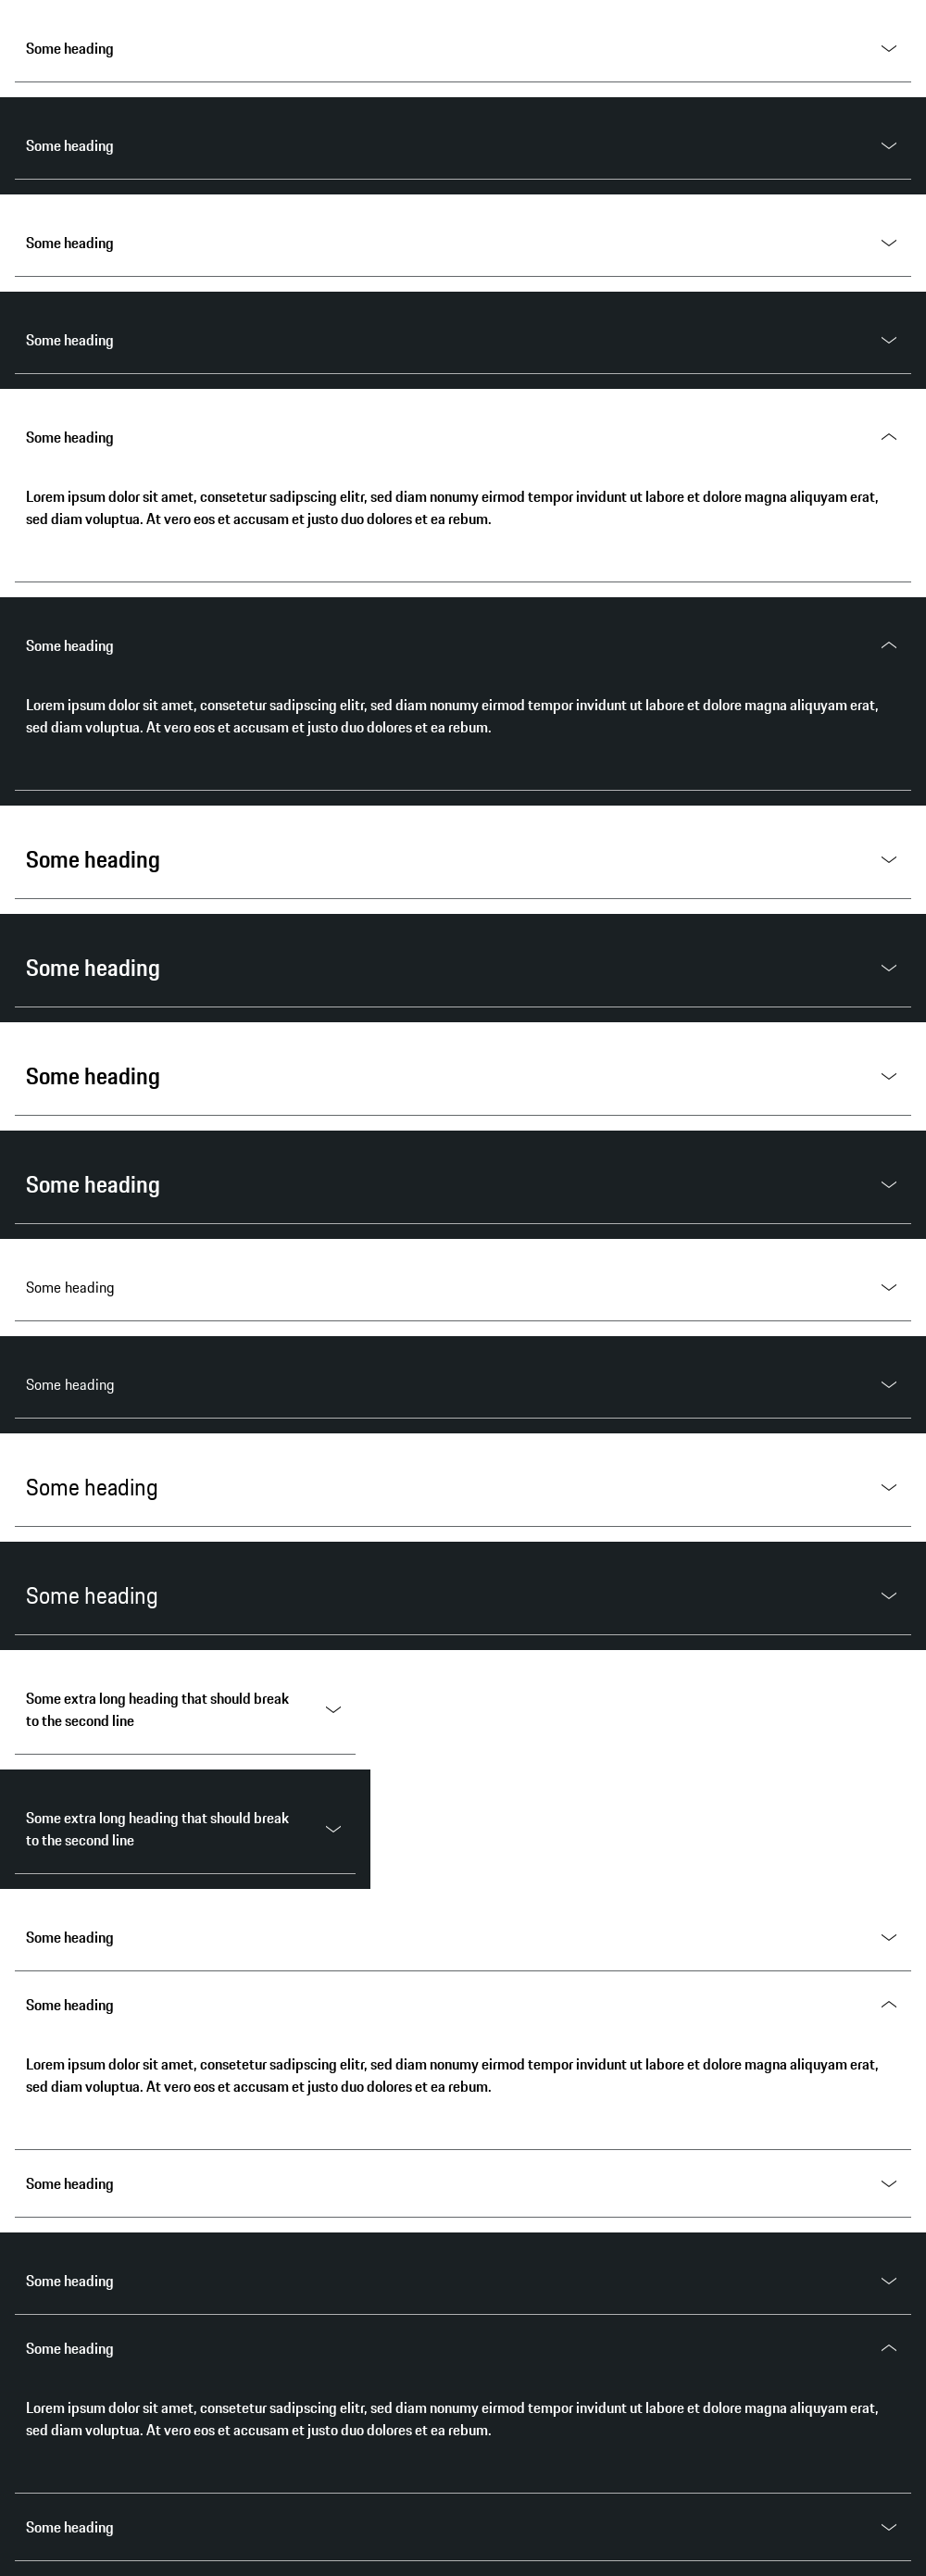 Some heading
Some heading
Some heading
Some heading
Some heading
Lorem ipsum dolor sit amet, consetetur sadipscing elitr, sed diam nonumy eirmod tempor invidunt ut labore et dolore magna aliquyam erat,
sed diam voluptua. At vero eos et accusam et justo duo dolores et ea rebum.
Some heading
Lorem ipsum dolor sit amet, consetetur sadipscing elitr, sed diam nonumy eirmod tempor invidunt ut labore et dolore magna aliquyam erat,
sed diam voluptua. At vero eos et accusam et justo duo dolores et ea rebum.
Some heading
Some heading
Some heading
Some heading
Some heading
Some heading
Some heading
Some heading
Some extra long heading that should break
to the second line
Some extra long heading that should break
to the second line
Some heading
Some heading
Lorem ipsum dolor sit amet, consetetur sadipscing elitr, sed diam nonumy eirmod tempor invidunt ut labore et dolore magna aliquyam erat,
sed diam voluptua. At vero eos et accusam et justo duo dolores et ea rebum.
Some heading
Some heading
Some heading
Lorem ipsum dolor sit amet, consetetur sadipscing elitr, sed diam nonumy eirmod tempor invidunt ut labore et dolore magna aliquyam erat,
sed diam voluptua. At vero eos et accusam et justo duo dolores et ea rebum.
Some heading